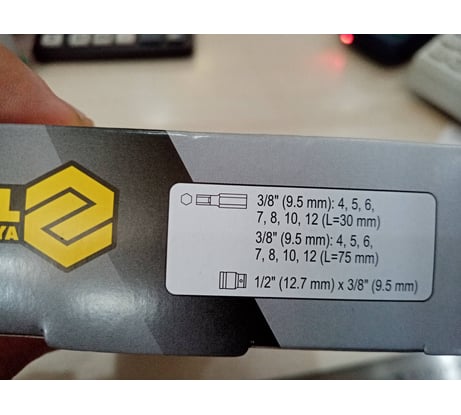 L
YA
3/8" (9.5 mm): 4, 5, 6,
7, 8, 10, 12 (L=30 mm)
3/8" (9.5 mm): 4, 5, 6,
7, 8, 10, 12 (L=75 mm)
1/2" (12.7 mm) x 3/8" (9.5 mm)